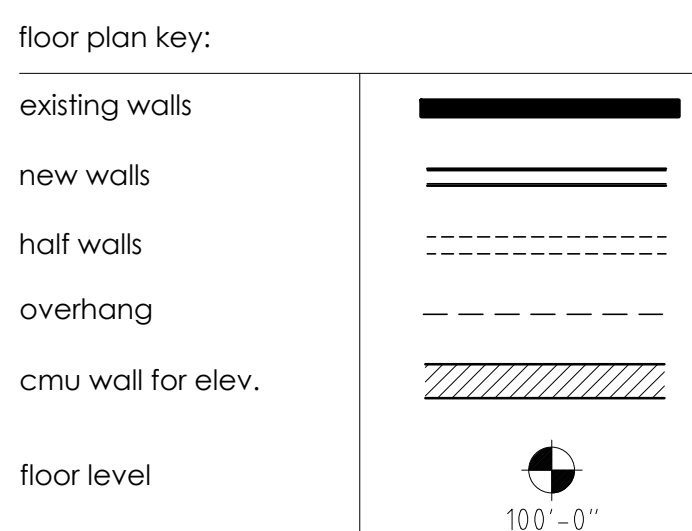 floor plan key:
existing walls
new walls
half walls
overhang
cmu wall for elev.
floor level
100'-0"